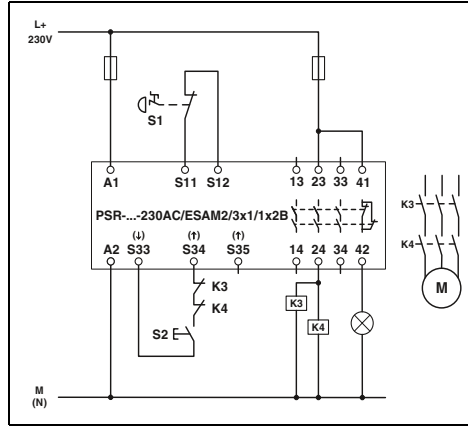 L+
230V
S1
A1 S11 S12 13 23 33 41
PSR-...-230AC/ESAM2/3x1/1x2B
(↓) (↑) (↑)
A2 S33 S34 S35 14 24 34 42
K3
K4
S2
K3
K4
K3
K4
M
M
(N)